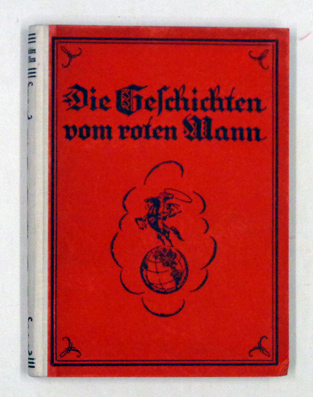 Die Geschichten
vom roten Mann